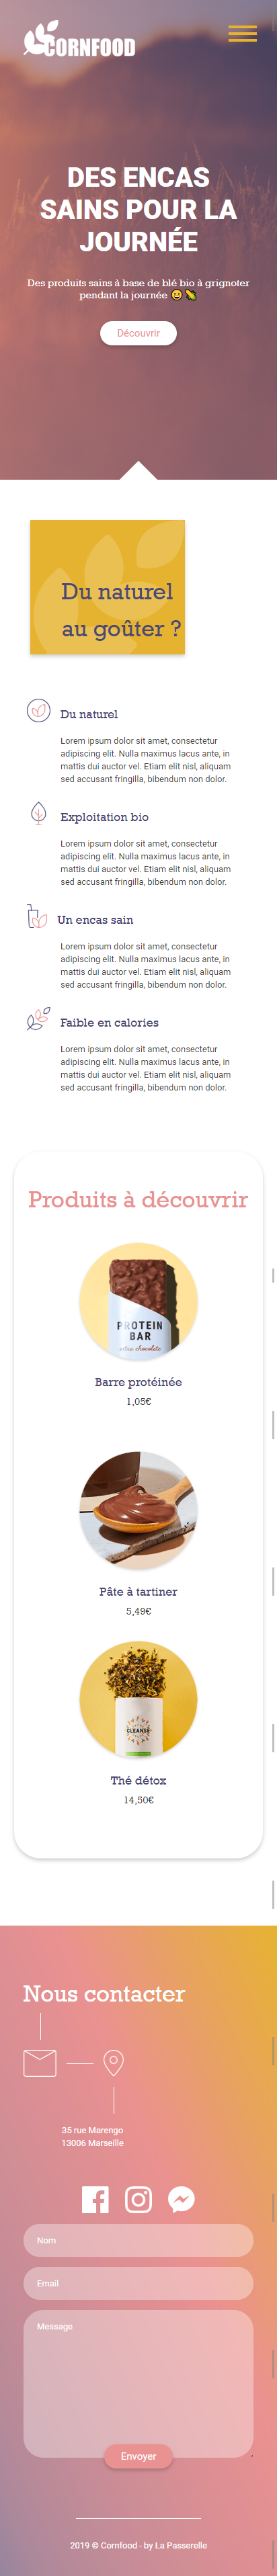 CORNFOOD
DES ENCAS
SAINS POUR LA
JOURNÉE
Des produits sains à base de blé bio à grignoter
pendant la journée 😀🌽
Découvrir
Du naturel
au goûter ?
Du naturel
Lorem ipsum dolor sit amet, consectetur
adipiscing elit. Nulla maximus lacus ante, in
mattis dui auctor vel. Etiam elit nisl, aliquam
sed accusant fringilla, bibendum non dolor.
Exploitation bio
Lorem ipsum dolor sit amet, consectetur
adipiscing elit. Nulla maximus lacus ante, in
mattis dui auctor vel. Etiam elit nisl, aliquam
sed accusant fringilla, bibendum non dolor.
Un encas sain
Lorem ipsum dolor sit amet, consectetur
adipiscing elit. Nulla maximus lacus ante, in
mattis dui auctor vel. Etiam elit nisl, aliquam
sed accusant fringilla, bibendum non dolor.
Faible en calories
Lorem ipsum dolor sit amet, consectetur
adipiscing elit. Nulla maximus lacus ante, in
mattis dui auctor vel. Etiam elit nisl, aliquam
sed accusant fringilla, bibendum non dolor.
Produits à découvrir
PROTEIN
BAR
extra chocolate
Barre protéinée
1,05€
Pâte à tartiner
5,49€
CLEANSE
Thé détox
14,50€
Nous contacter
35 rue Marengo
13006 Marseille
Nom
Email
Message
Envoyer
2019 © Cornfood - by La Passerelle